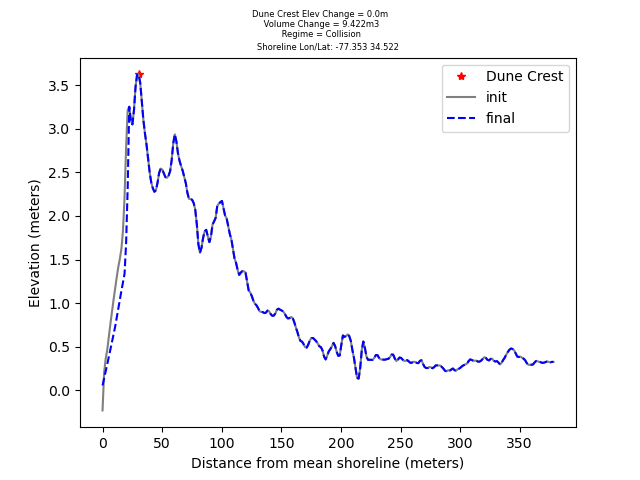 Dune Crest Elev Change = 0.0m
Volume Change = 9.422m3
Regime = Collision
Shoreline Lon/Lat: -77.353 34.522
Dune Crest
init
final
3.5
3.0
2.5
2.0
1.5
1.0
0.5
0.0
Elevation (meters)
0 50 100 150 200 250 300 350
Distance from mean shoreline (meters)